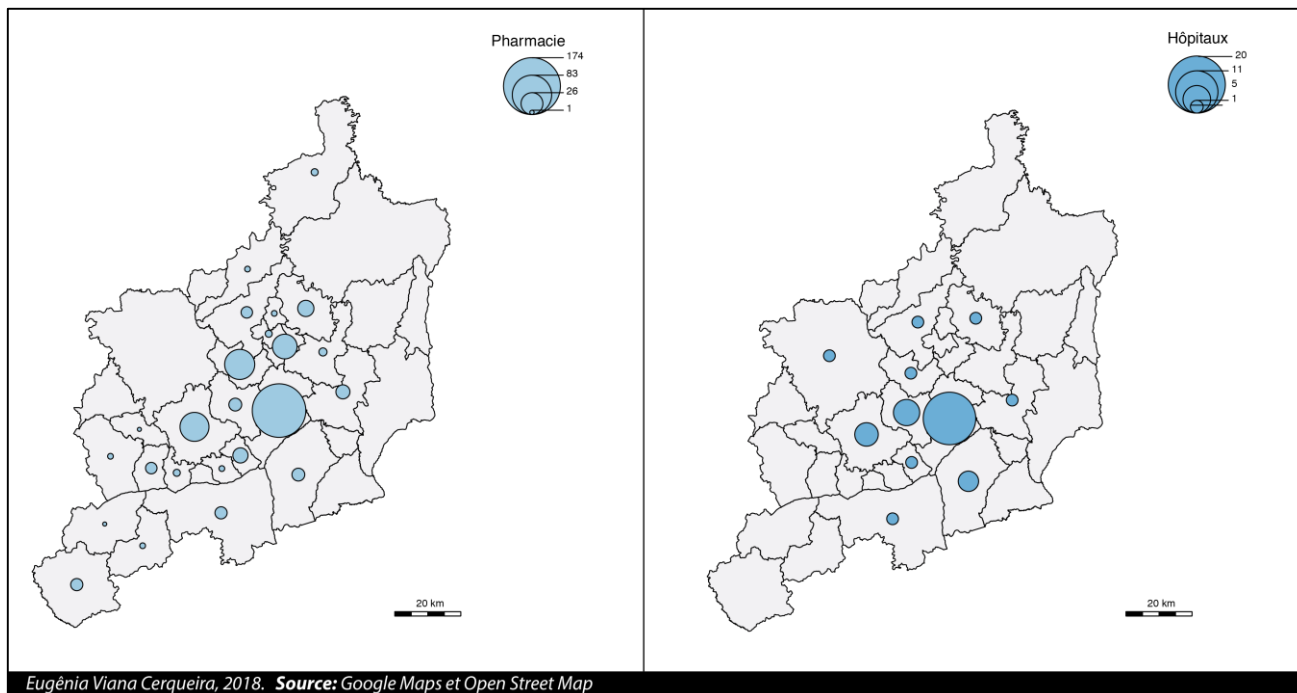 Pharmacie
174
83
26
1
20 km
Hôpitaux
20
11
5
1
20 km
Eugênia Viana Cerqueira, 2018. Source: Google Maps et Open Street Map